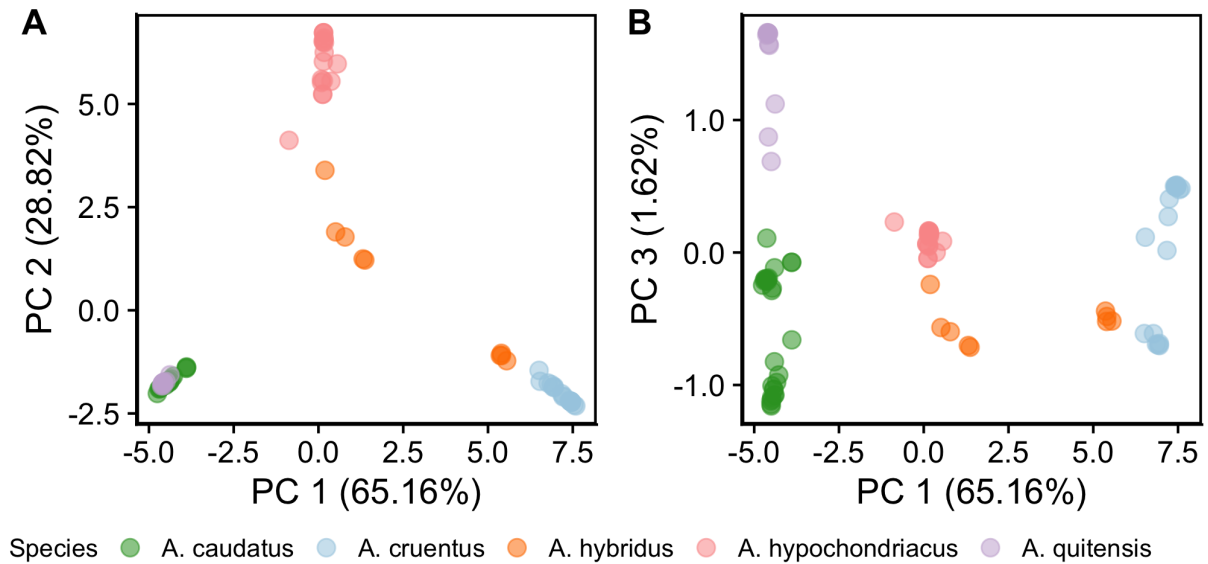 A
PC 2 (28.82%)
5.0
2.5
0.0
-2.5
-5.0 -2.5 0.0 2.5 5.0 7.5
PC 1 (65.16%)
B
PC 3 (1.62%)
1.0
0.0
-1.0
-5.0 -2.5 0.0 2.5 5.0 7.5
PC 1 (65.16%)
Species A. caudatus A. cruentus A. hybridus A. hypochondriacus A. quitensis